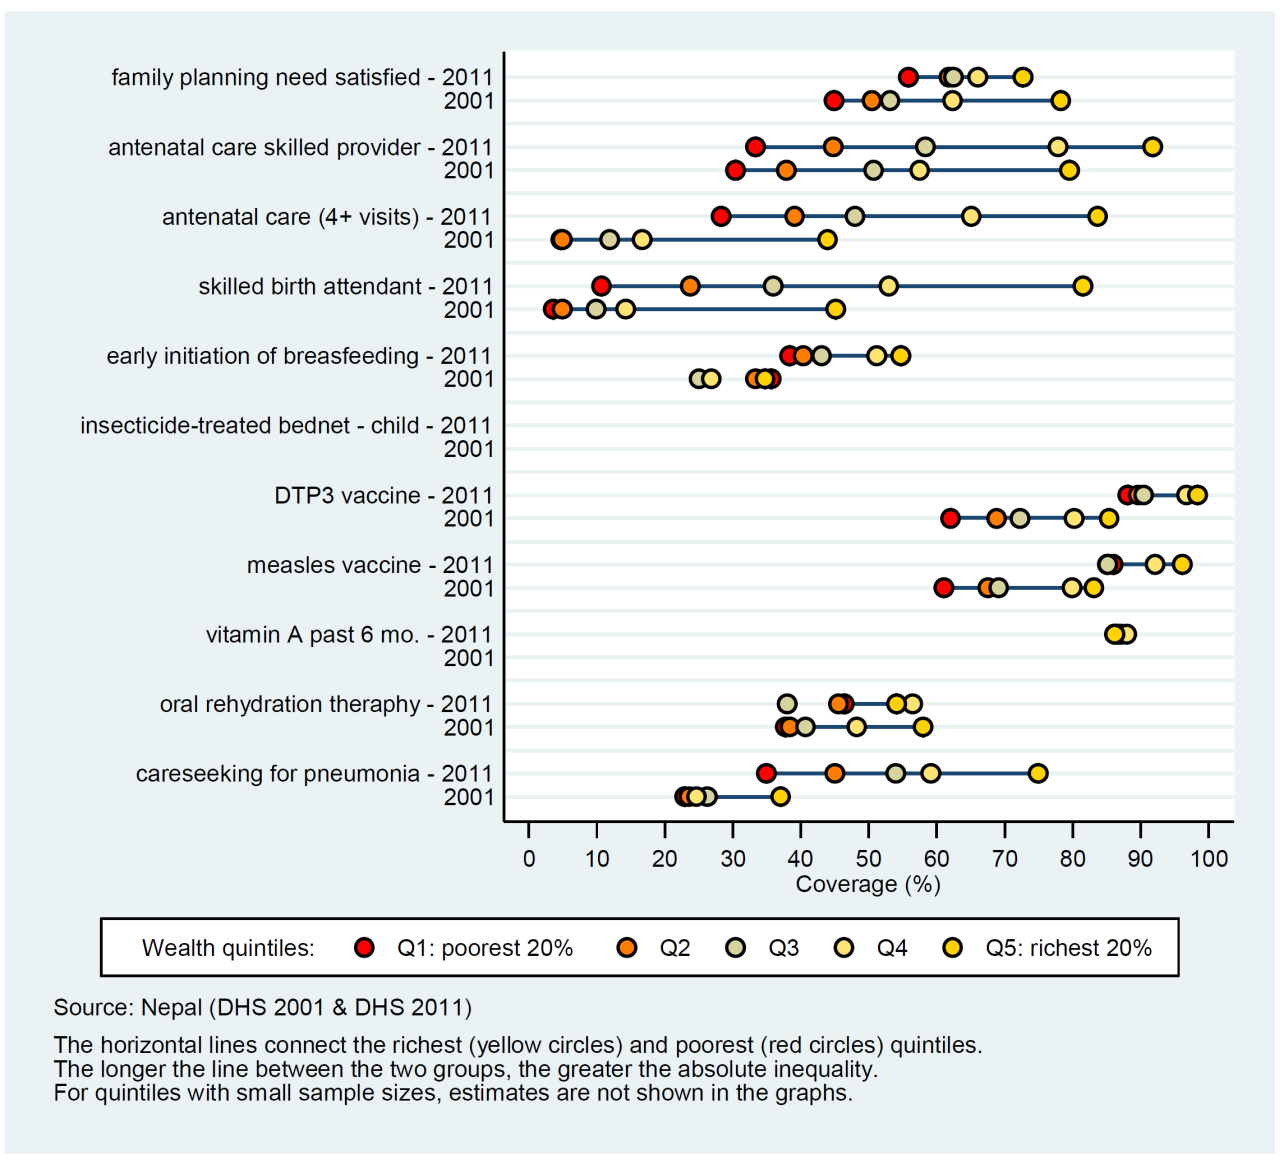 family planning need satisfied - 2011
2001
antenatal care skilled provider - 2011
2001
antenatal care (4+ visits) - 2011
2001
skilled birth attendant - 2011
2001
early initiation of breasfeeding - 2011
2001
insecticide-treated bednet - child - 2011
2001
DTP3 vaccine - 2011
2001
measles vaccine - 2011
2001
vitamin A past 6 mo. - 2011
2001
oral rehydration theraphy - 2011
2001
careseeking for pneumonia - 2011
2001
0 10 20 30 40 50 60 70 80 90 100
Coverage (%)
Wealth quintiles: Q1: poorest 20% Q2 Q3 Q4 Q5: richest 20%
Source: Nepal (DHS 2001 & DHS 2011)
The horizontal lines connect the richest (yellow circles) and poorest (red circles) quintiles.
The longer the line between the two groups, the greater the absolute inequality.
For quintiles with small sample sizes, estimates are not shown in the graphs.